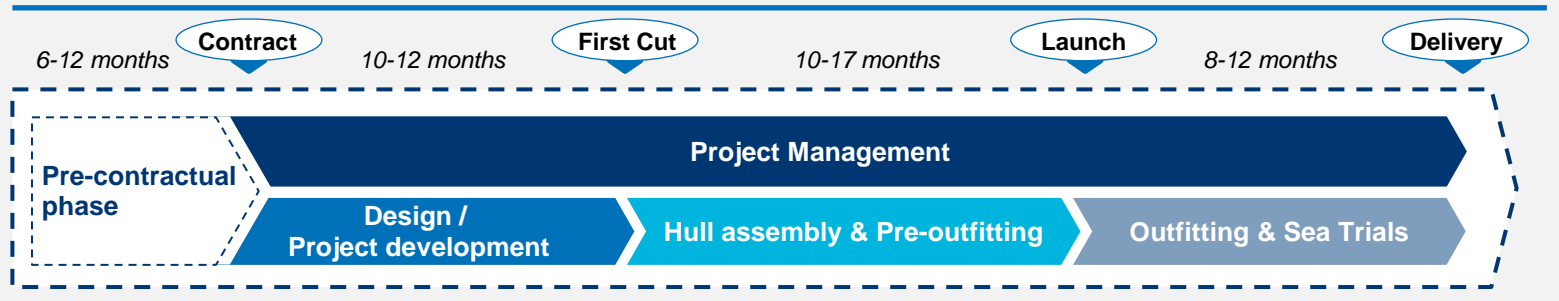 Contract
First Cut
Launch
Delivery
6-12 months
10-12 months
10-17 months
8-12 months
Project Management
Pre-contractual
phase
Design /
Project development
Hull assembly & Pre-outfitting
Outfitting & Sea Trials